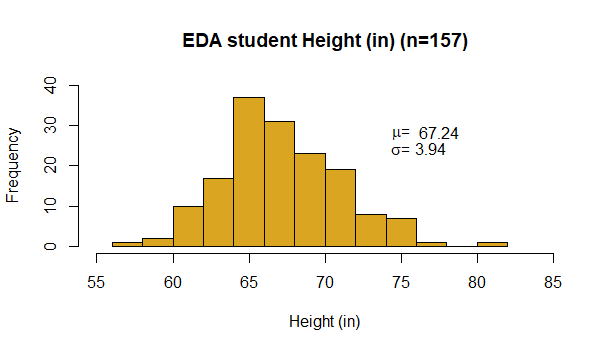 EDA student Height (in) (n=157)
40
30
20
10
0
Frequency
μ= 67.24
σ= 3.94
55 60 65 70 75 80 85
Height (in)